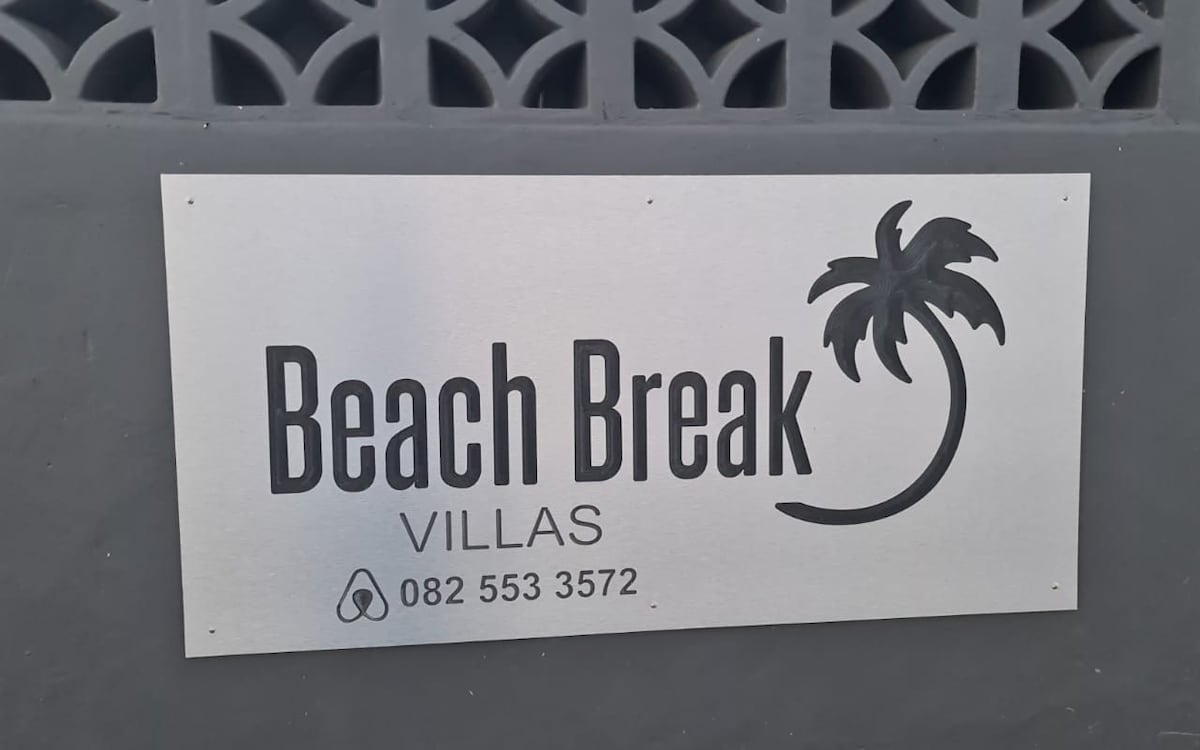 Beach Break
VILLAS
082 553 3572